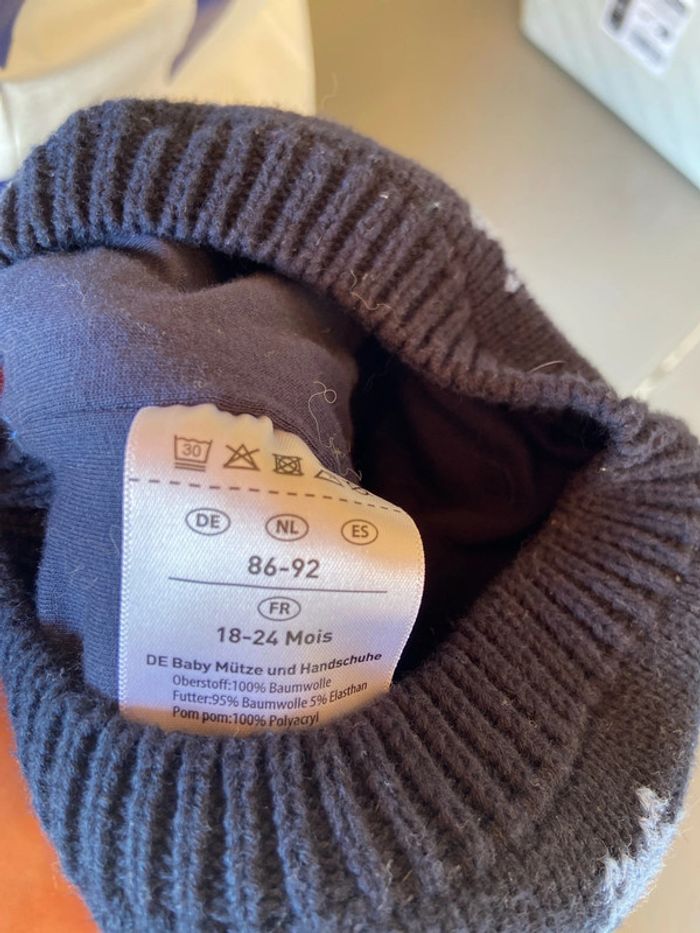 30
DE NL ES
86-92
FR
18-24 Mois
DE Baby Mütze und Handschuhe
Oberstoff:100% Baumwolle
Futter:95% Baumwolle 5% Elasthan
Pom pom:100% Polyacryl